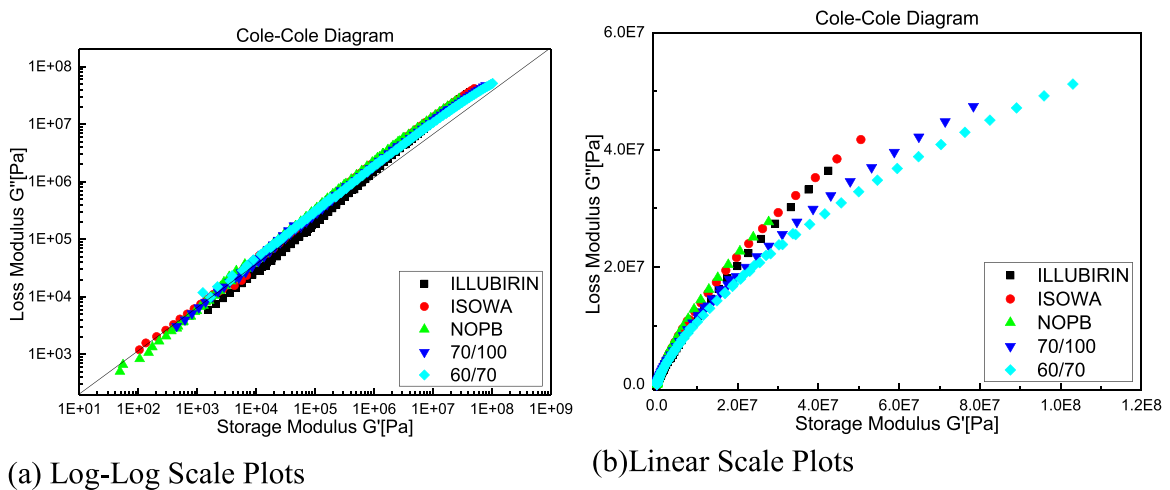 Cole-Cole Diagram
1E+08
1E+07
1E+06
1E+05
1E+04
1E+03
Loss Modulus G"[Pa]
ILLUBIRIN
ISOWA
NOPB
70/100
60/70
1E+01 1E+02 1E+03 1E+04 1E+05 1E+06 1E+07 1E+08 1E+09
Storage Modulus G'[Pa]
(a) Log-Log Scale Plots
Cole-Cole Diagram
6.0E7
4.0E7
2.0E7
0.0
Loss Modulus G"[Pa]
ILLUBIRIN
ISOWA
NOPB
70/100
60/70
0.0 2.0E7 4.0E7 6.0E7 8.0E7 1.0E8 1.2E8
Storage Modulus G'[Pa]
(b)Linear Scale Plots